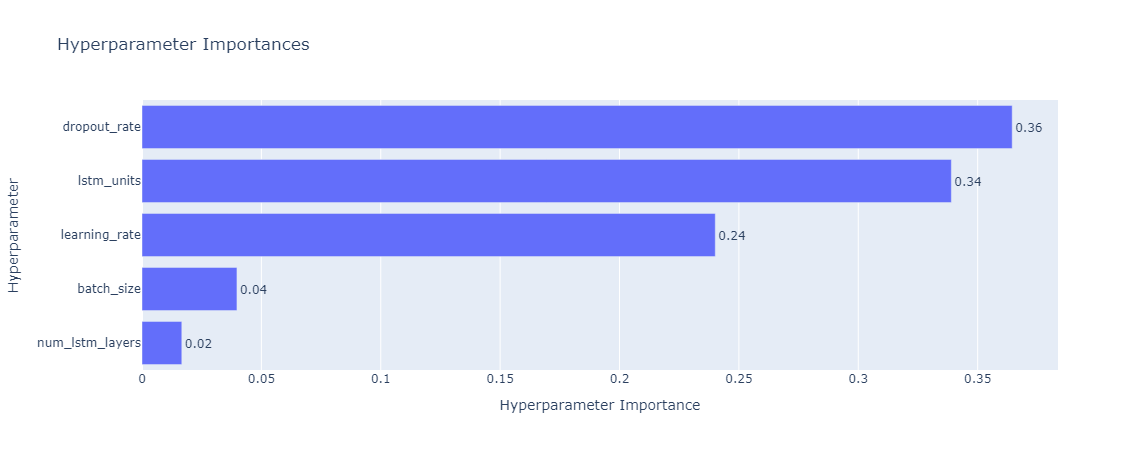 Hyperparameter Importances
Hyperparameter
dropout_rate 0.36
lstm_units 0.34
learning_rate 0.24
batch_size 0.04
num_lstm_layers 0.02
0 0.05 0.1 0.15 0.2 0.25 0.3 0.35
Hyperparameter Importance